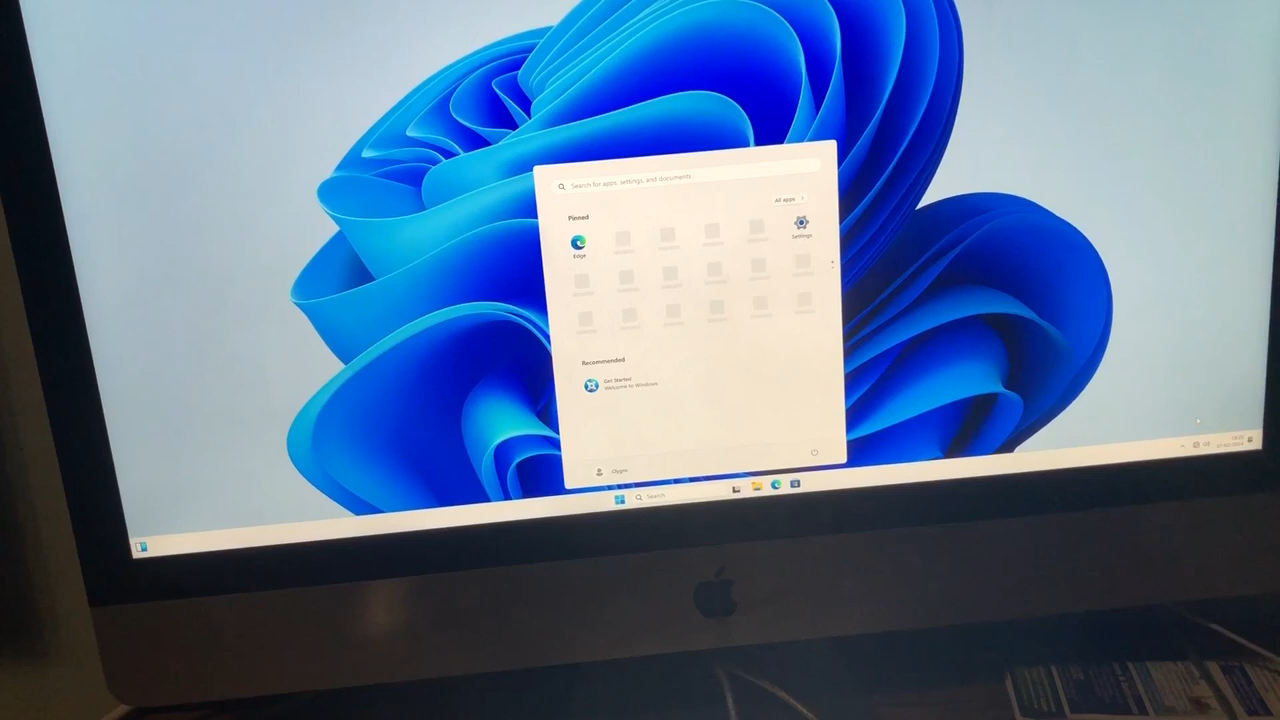 Search for apps, settings, and documents
All apps
Pinned
Edge
Settings
Recommended
Get Started
Welcome to Windows
Search